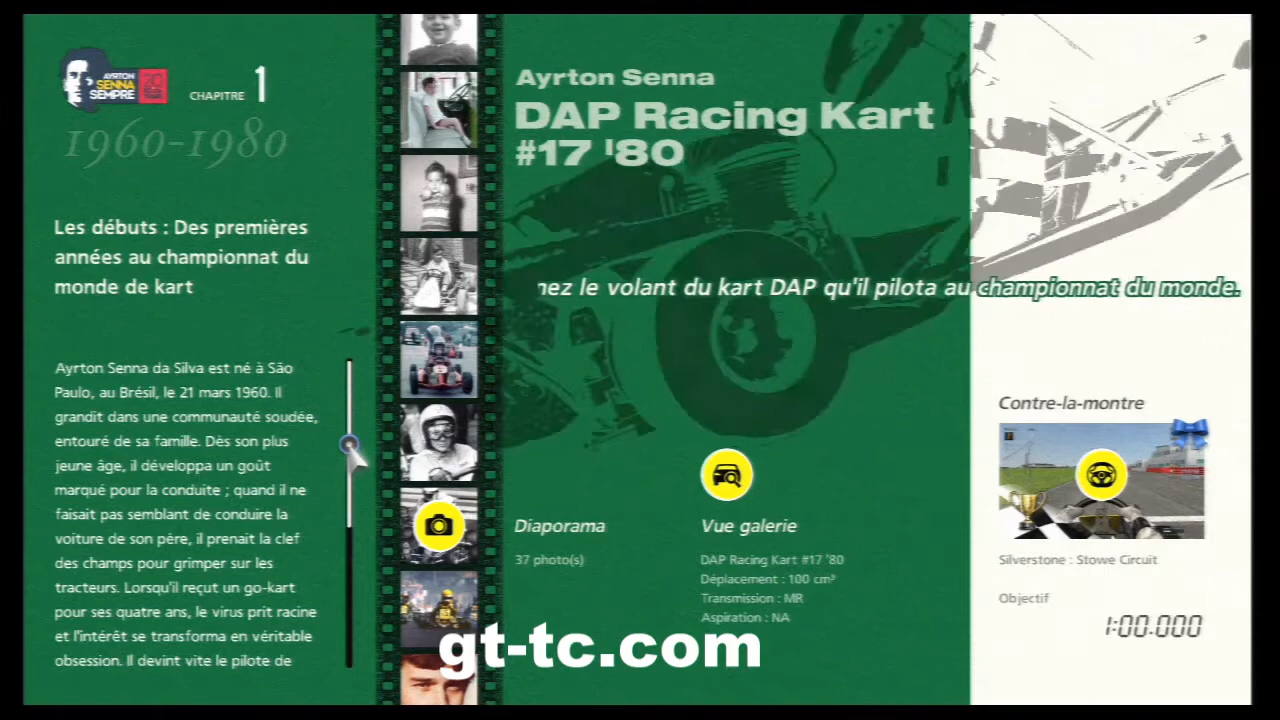 AYRTON
SENNA
SEMPRE
CHAPITRE 1
1960-1980
Les débuts : Des premières
années au championnat du
monde de kart
Ayrton Senna da Silva est né à São
Paulo, au Brésil, le 21 mars 1960. Il
grandit dans une communauté soudée,
entouré de sa famille. Dès son plus
jeune âge, il développa un goût
marqué pour la conduite ; quand il ne
faisait pas semblant de conduire la
voiture de son père, il prenait la clef
des champs pour grimper sur les
tracteurs. Lorsqu'il reçut un go-kart
pour ses quatre ans, le virus prit racine
et l'intérêt se transforma en véritable
obsession. Il devint vite le pilote de
Ayrton Senna
DAP Racing Kart
#17 '80
nez le volant du kart DAP qu'il pilota au championnat du monde.
Diaporama
37 photo(s)
Vue galerie
DAP Racing Kart #17 '80
Déplacement : 100 cm³
Transmission : MR
Aspiration : NA
Contre-la-montre
Silverstone : Stowe Circuit
Objectif
1:00.000
gt-tc.com